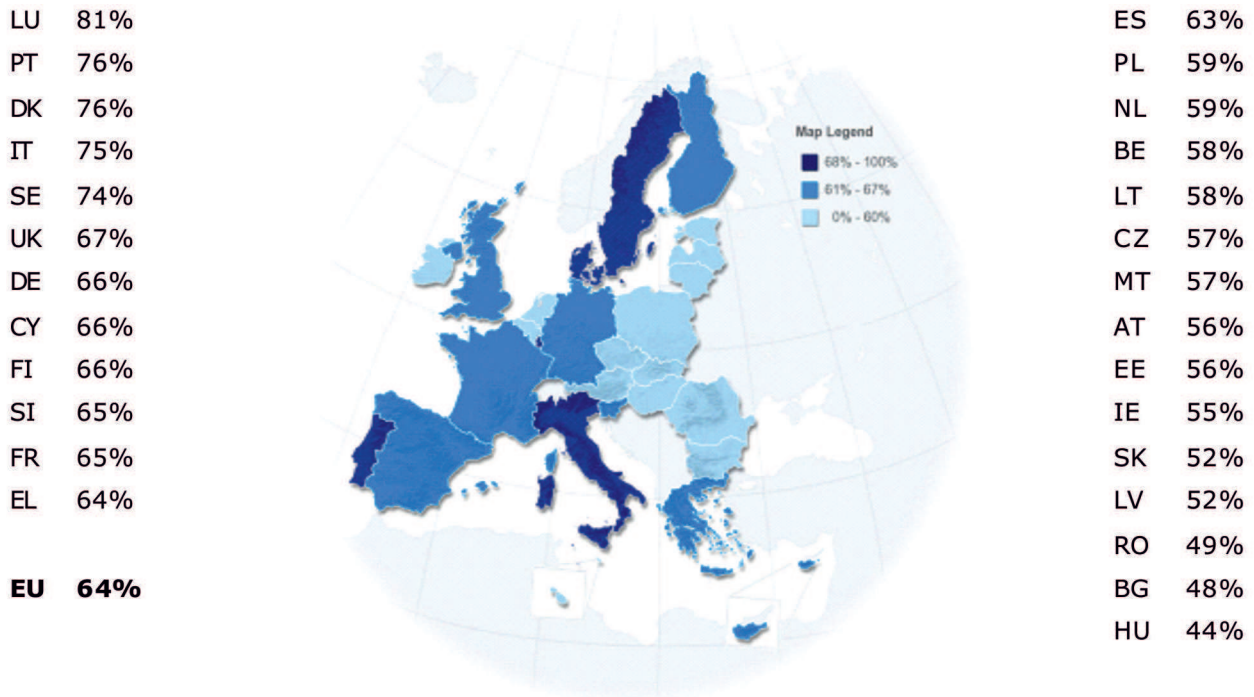 LU 81%
PT 76%
DK 76%
IT 75%
SE 74%
UK 67%
DE 66%
CY 66%
FI 66%
SI 65%
FR 65%
EL 64%
EU 64%
Map Legend
68% - 100%
61% - 67%
0% - 60%
ES 63%
PL 59%
NL 59%
BE 58%
LT 58%
CZ 57%
MT 57%
AT 56%
EE 56%
IE 55%
SK 52%
LV 52%
RO 49%
BG 48%
HU 44%